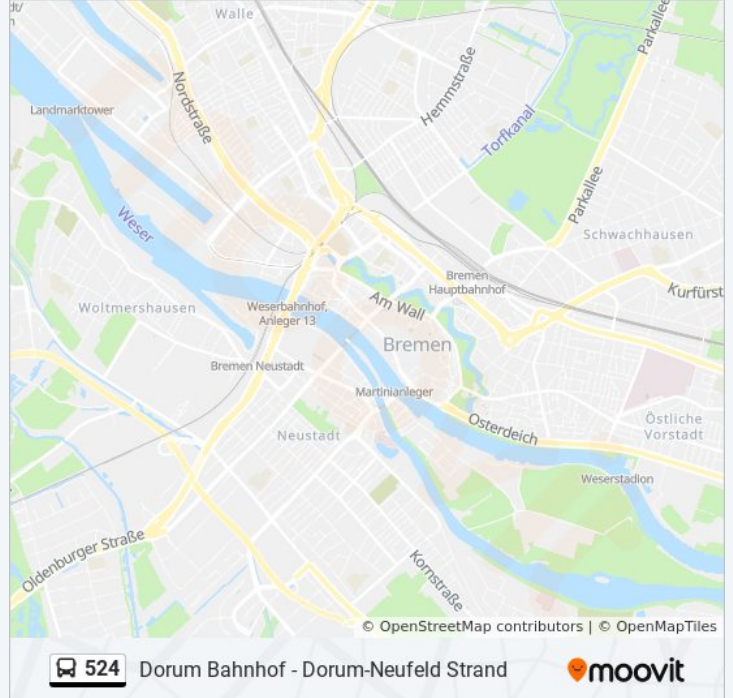 dt/
Walle
Parkallee
Nordstraße
Hemmstraße
Landmarktower
Torfkanal
Parkallee
Weser
Schwachhausen
Bremen
Hauptbahnhof
Kurfürst
Woltmershausen
Weserbahnhof,
Anleger 13
Am Wall
Bremen
Bremen Neustadt
Martinianleger
Neustadt
Osterdeich
Östliche
Vorstadt
Weserstadion
Oldenburger Straße
Kornstraße
© OpenStreetMap contributors | © OpenMapTiles
524 Dorum Bahnhof - Dorum-Neufeld Strand moovit